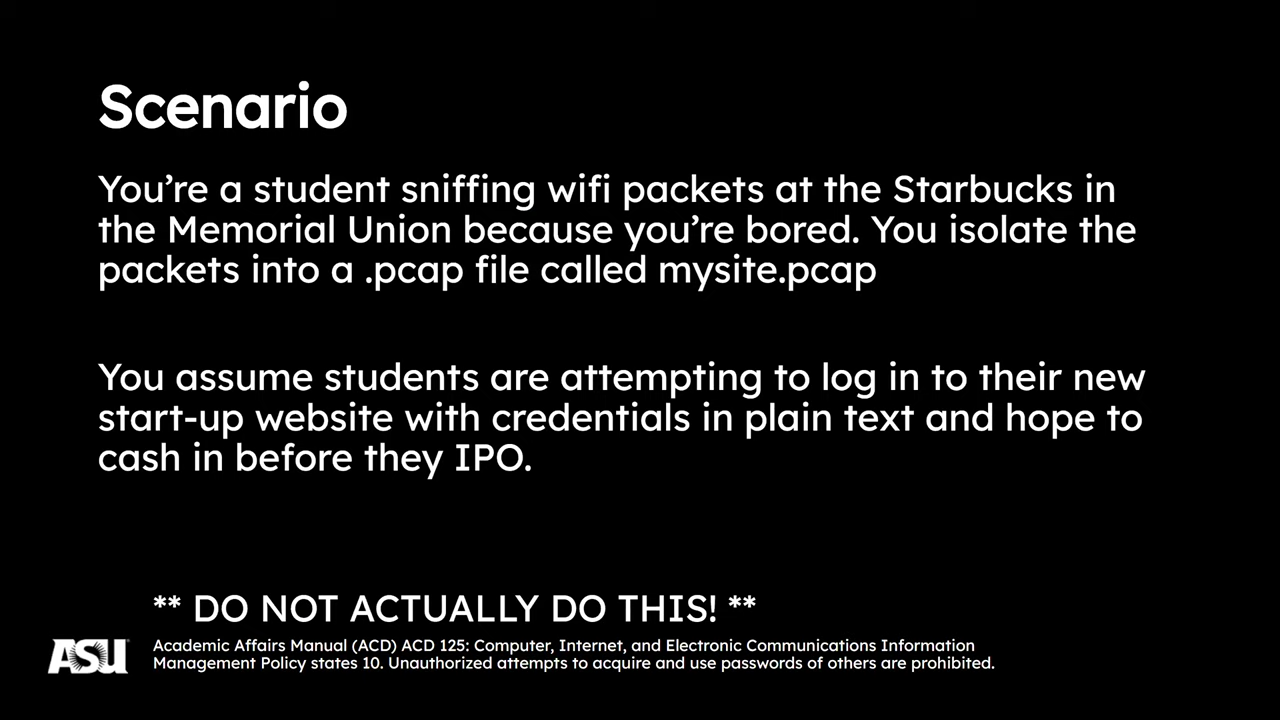 Scenario
You’re a student sniffing wifi packets at the Starbucks in
the Memorial Union because you’re bored. You isolate the
packets into a .pcap file called mysite.pcap
You assume students are attempting to log in to their new
start-up website with credentials in plain text and hope to
cash in before they IPO.
** DO NOT ACTUALLY DO THIS! **
ASU
Academic Affairs Manual (ACD) ACD 125: Computer, Internet, and Electronic Communications Information
Management Policy states 10. Unauthorized attempts to acquire and use passwords of others are prohibited.